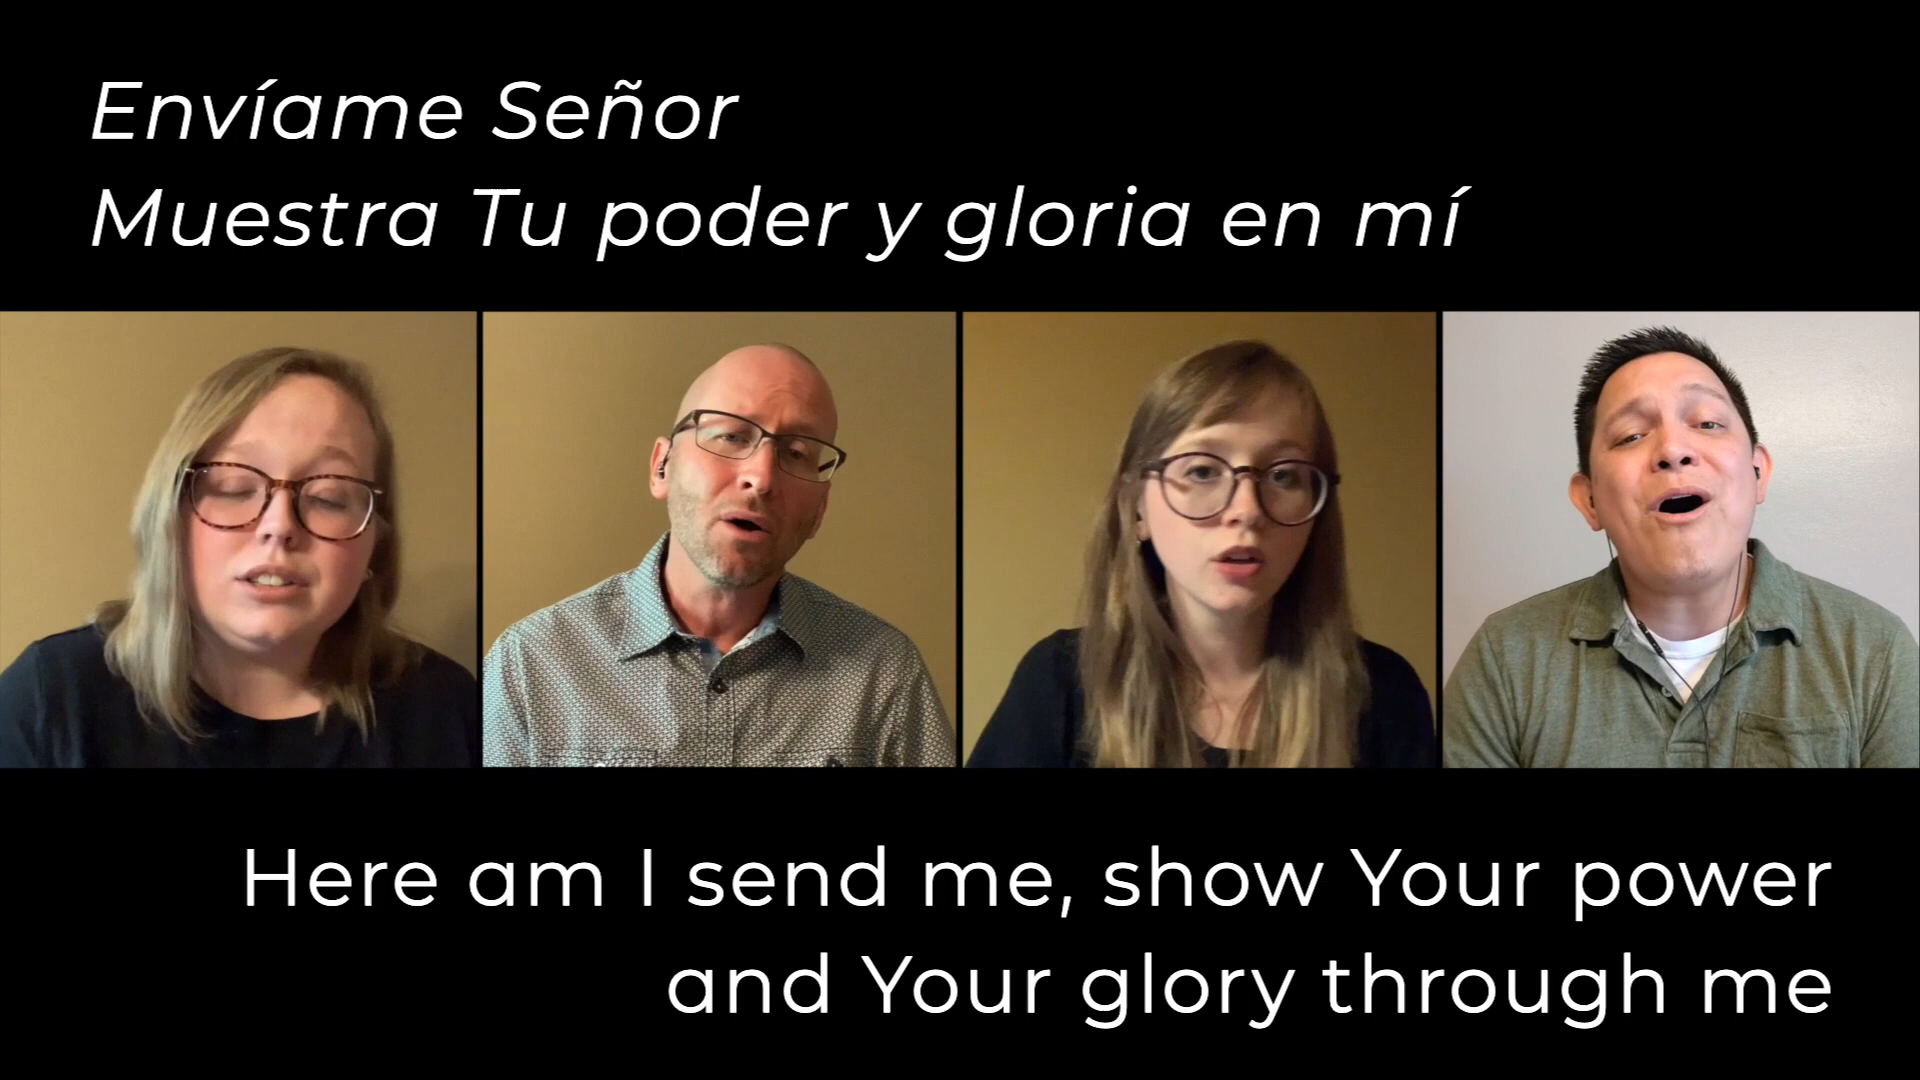 Envíame Señor
Muestra Tu poder y gloria en mí
Here am I send me, show Your power
and Your glory through me